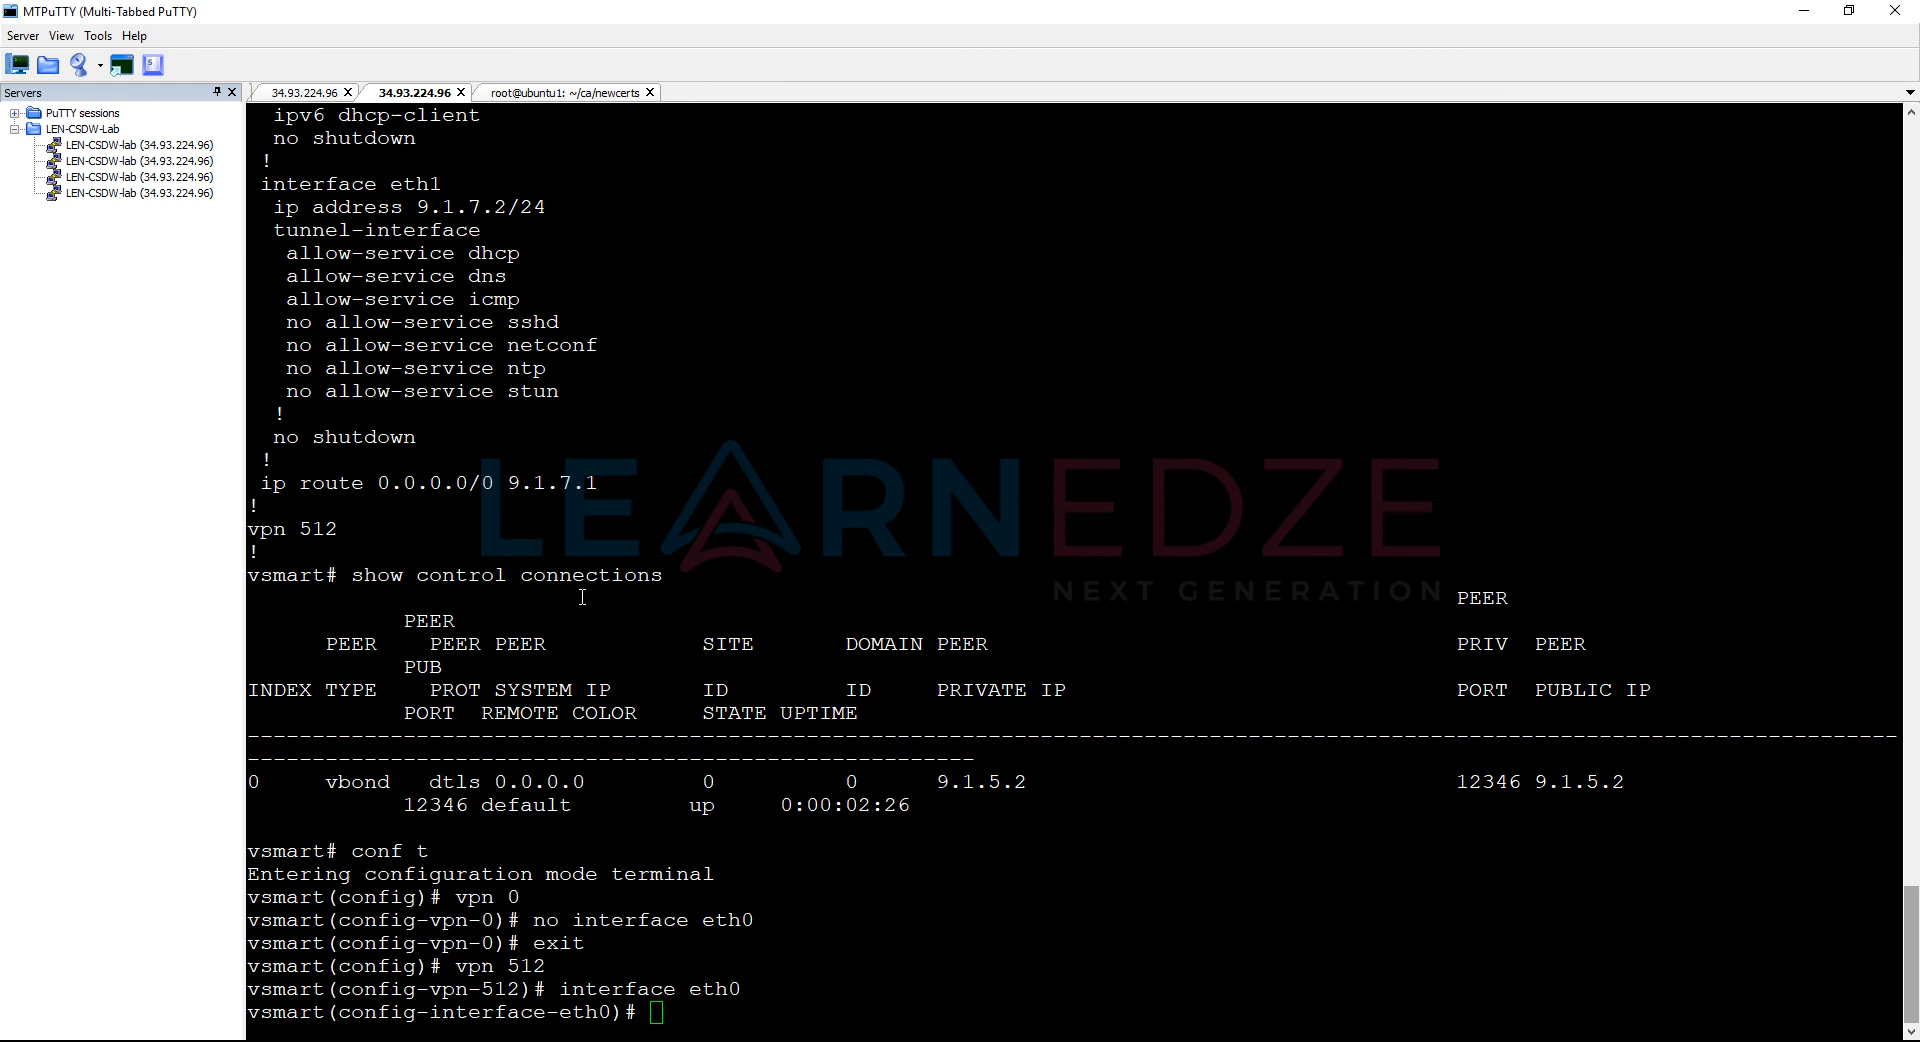 MTPuTTY (Multi-Tabbed PuTTY)
Server View Tools Help
Servers
34.93.224.96 34.93.224.96 root@ubuntu1: ~/ca/newcerts
PuTTY sessions
LEN-CSDW-Lab
LEN-CSDW-lab (34.93.224.96)
LEN-CSDW-lab (34.93.224.96)
LEN-CSDW-lab (34.93.224.96)
LEN-CSDW-lab (34.93.224.96)
ipv6 dhcp-client
no shutdown
!
interface eth1
ip address 9.1.7.2/24
tunnel-interface
allow-service dhcp
allow-service dns
allow-service icmp
no allow-service sshd
no allow-service netconf
no allow-service ntp
no allow-service stun
!
no shutdown
!
ip route 0.0.0.0/0 9.1.7.1
!
vpn 512
!
LEARNEDZE
NEXT GENERATION
vsmart# show control connections
PEER
PEER
PEER PEER PEER SITE DOMAIN PEER PRIV PEER
PUB
INDEX TYPE PROT SYSTEM IP ID ID PRIVATE IP PORT PUBLIC IP
PORT REMOTE COLOR STATE UPTIME
--------------------------------------------------------------------------------------------------------------------------------
--------------------------------------------------------
0 vbond dtls 0.0.0.0 0 0 9.1.5.2 12346 9.1.5.2
12346 default up 0:00:02:26
vsmart# conf t
Entering configuration mode terminal
vsmart(config)# vpn 0
vsmart(config-vpn-0)# no interface eth0
vsmart(config-vpn-0)# exit
vsmart(config)# vpn 512
vsmart(config-vpn-512)# interface eth0
vsmart(config-interface-eth0)#